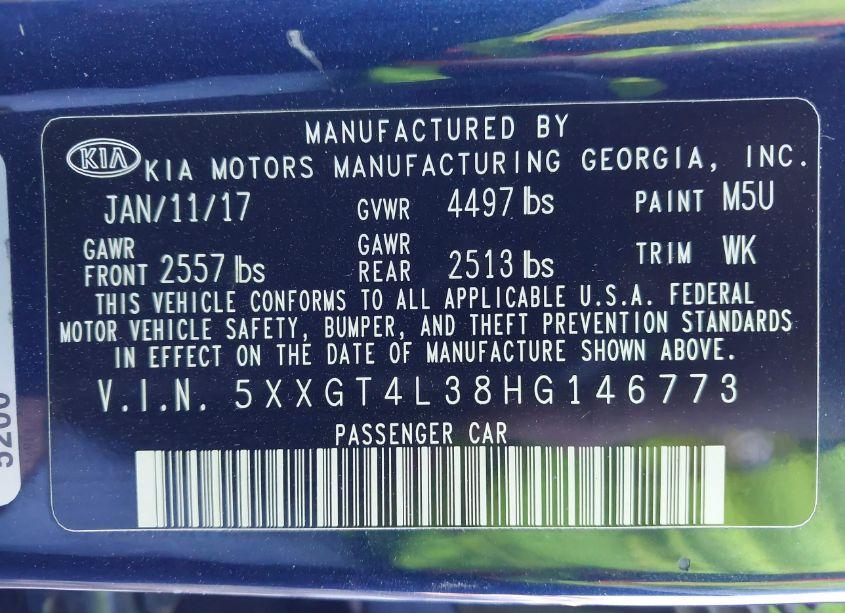 MANUFACTURED BY
KIA KIA MOTORS MANUFACTURING GEORGIA, INC.
JAN/11/17 GVWR 4497 lbs PAINT M5U
GAWR FRONT 2557 lbs GAWR REAR 2513 lbs TRIM WK
THIS VEHICLE CONFORMS TO ALL APPLICABLE U.S.A. FEDERAL
MOTOR VEHICLE SAFETY, BUMPER, AND THEFT PREVENTION STANDARDS
IN EFFECT ON THE DATE OF MANUFACTURE SHOWN ABOVE.
V.I.N. 5XXGT4L38HG146773
PASSENGER CAR